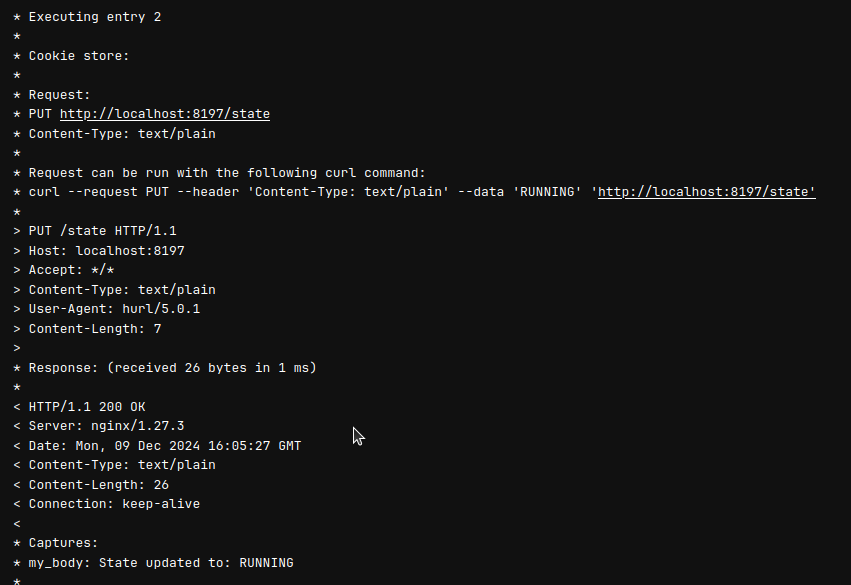 * Executing entry 2
*
* Cookie store:
*
* Request:
* PUT http://localhost:8197/state
* Content-Type: text/plain
*
* Request can be run with the following curl command:
* curl --request PUT --header 'Content-Type: text/plain' --data 'RUNNING' 'http://localhost:8197/state'
*
> PUT /state HTTP/1.1
> Host: localhost:8197
> Accept: */*
> Content-Type: text/plain
> User-Agent: hurl/5.0.1
> Content-Length: 7
>
* Response: (received 26 bytes in 1 ms)
*
< HTTP/1.1 200 OK
< Server: nginx/1.27.3
< Date: Mon, 09 Dec 2024 16:05:27 GMT
< Content-Type: text/plain
< Content-Length: 26
< Connection: keep-alive
<
* Captures:
* my_body: State updated to: RUNNING
*